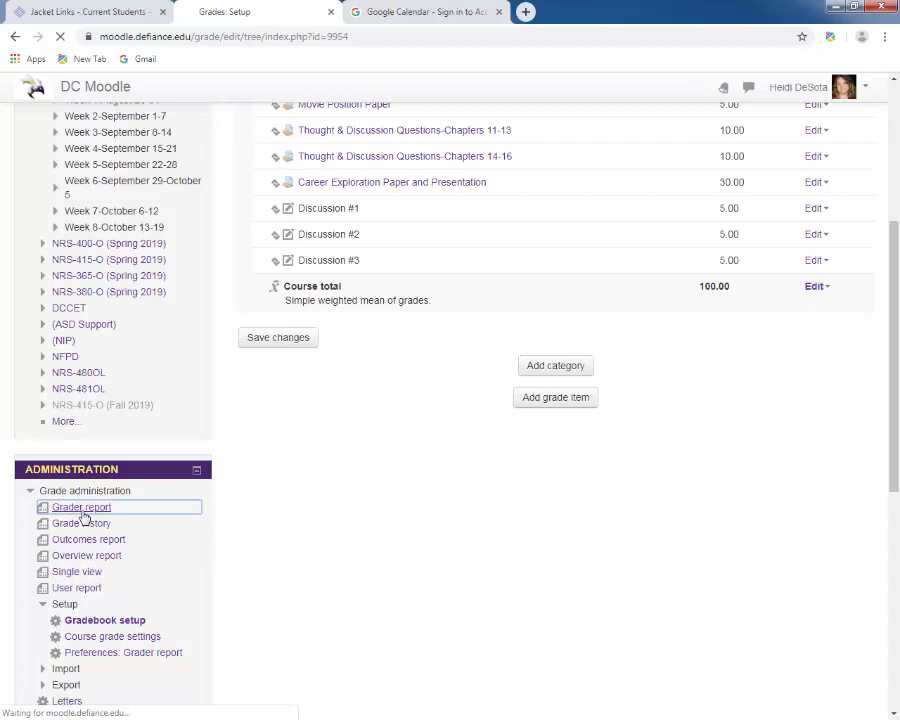 Jacket Links - Current Students -
Grades: Setup
Google Calendar - Sign in to Acc
moodle.defiance.edu/grade/edit/tree/index.php?id=9954
Apps
New Tab
Gmail
DC Moodle
Heidi DeSota
Week 2-September 1-7
Week 3-September 8-14
Week 4-September 15-21
Week 5-September 22-28
Week 6-September 29-October
5
Week 7-October 6-12
Week 8-October 13-19
NRS-400-O (Spring 2019)
NRS-415-O (Spring 2019)
NRS-365-O (Spring 2019)
NRS-380-O (Spring 2019)
DCCET
(ASD Support)
(NIP)
NFPD
NRS-480OL
NRS-481OL
NRS-415-O (Fall 2019)
More...
ADMINISTRATION
Grade administration
Grader report
Grade history
Outcomes report
Overview report
Single view
User report
Setup
Gradebook setup
Course grade settings
Preferences: Grader report
Import
Export
Letters
Movie Position Paper 5.00 Edit
Thought & Discussion Questions-Chapters 11-13 10.00 Edit
Thought & Discussion Questions-Chapters 14-16 10.00 Edit
Career Exploration Paper and Presentation 30.00 Edit
Discussion #1 5.00 Edit
Discussion #2 5.00 Edit
Discussion #3 5.00 Edit
Course total 100.00 Edit
Simple weighted mean of grades.
Save changes
Add category
Add grade item
Waiting for moodle.defiance.edu...